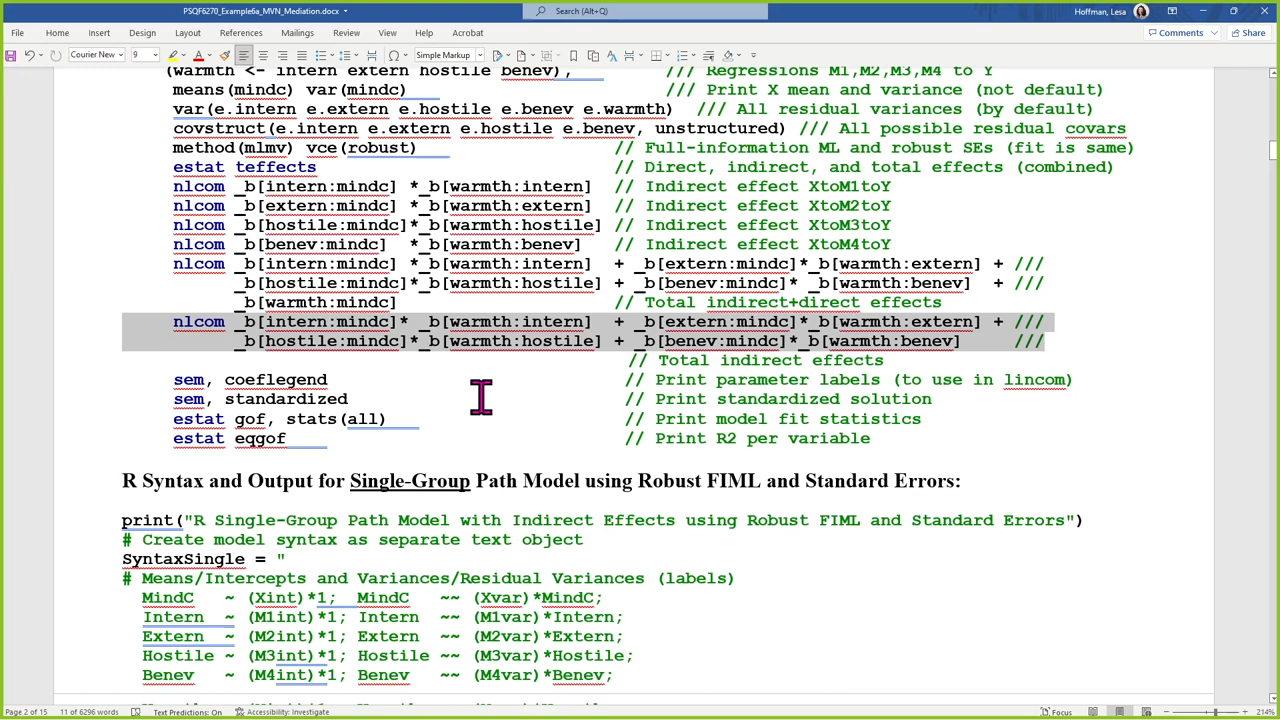 PSQF6270_Example6a_MVN_Mediation.docx
Search (Alt+Q)
Hoffman, Lesa
File Home Insert Design Layout References Mailings Review View Help Acrobat
Comments Share
Courier New 9 Simple Markup
(warmth <- intern extern hostile benev), /// Regressions M1,M2,M3,M4 to Y
means(mindc) var(mindc) /// Print X mean and variance (not default)
var(e.intern e.extern e.hostile e.benev e.warmth) /// All residual variances (by default)
covstruct(e.intern e.extern e.hostile e.benev, unstructured) /// All possible residual covars
method(mlmv) vce(robust) // Full-information ML and robust SEs (fit is same)
estat teffects // Direct, indirect, and total effects (combined)
nlcom _b[intern:mindc] *_b[warmth:intern] // Indirect effect XtoM1toY
nlcom _b[extern:mindc] *_b[warmth:extern] // Indirect effect XtoM2toY
nlcom _b[hostile:mindc]*_b[warmth:hostile] // Indirect effect XtoM3toY
nlcom _b[benev:mindc] *_b[warmth:benev] // Indirect effect XtoM4toY
nlcom _b[intern:mindc] *_b[warmth:intern] + _b[extern:mindc]*_b[warmth:extern] + ///
_b[hostile:mindc]*_b[warmth:hostile] + _b[benev:mindc]* _b[warmth:benev] + ///
_b[warmth:mindc] // Total indirect+direct effects
nlcom _b[intern:mindc]* _b[warmth:intern] + _b[extern:mindc]*_b[warmth:extern] + ///
_b[hostile:mindc]*_b[warmth:hostile] + _b[benev:mindc]*_b[warmth:benev] ///
// Total indirect effects
sem, coeflegend // Print parameter labels (to use in lincom)
sem, standardized // Print standardized solution
estat gof, stats(all) // Print model fit statistics
estat eqgof // Print R2 per variable
R Syntax and Output for Single-Group Path Model using Robust FIML and Standard Errors:
print("R Single-Group Path Model with Indirect Effects using Robust FIML and Standard Errors")
# Create model syntax as separate text object
SyntaxSingle = "
# Means/Intercepts and Variances/Residual Variances (labels)
MindC ~ (Xint)*1; MindC ~~ (Xvar)*MindC;
Intern ~ (M1int)*1; Intern ~~ (M1var)*Intern;
Extern ~ (M2int)*1; Extern ~~ (M2var)*Extern;
Hostile ~ (M3int)*1; Hostile ~~ (M3var)*Hostile;
Benev ~ (M4int)*1; Benev ~~ (M4var)*Benev;
Page 2 of 15 11 of 6296 words Text Predictions: On Accessibility: Investigate Focus 214%